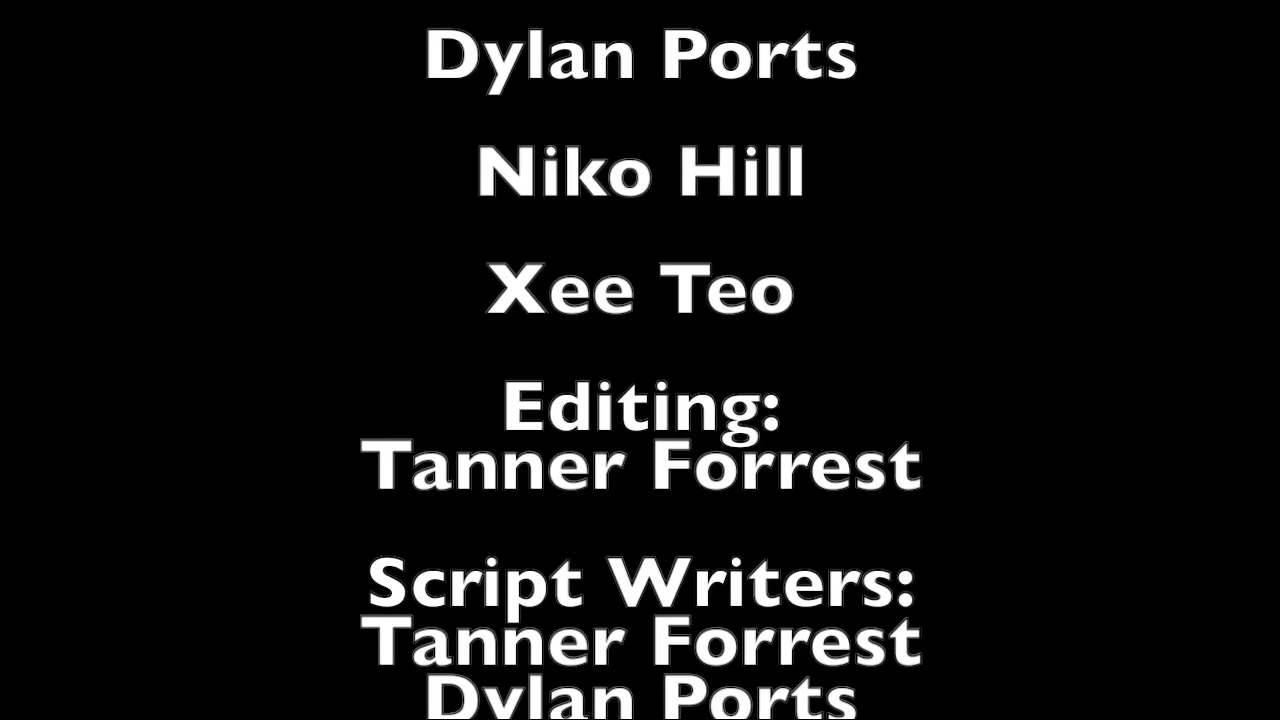 Dylan Ports
Niko Hill
Xee Teo
Editing:
Tanner Forrest
Script Writers:
Tanner Forrest
Dylan Ports